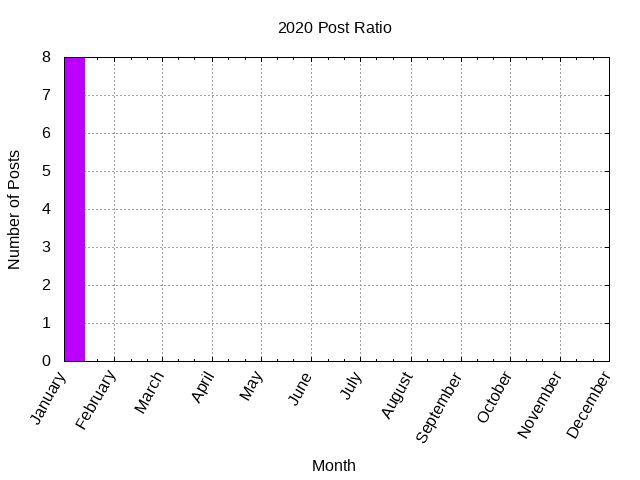 2020 Post Ratio
Number of Posts
8
7
6
5
4
3
2
1
0
January
February
March
April
May
June
July
August
September
October
November
December
Month